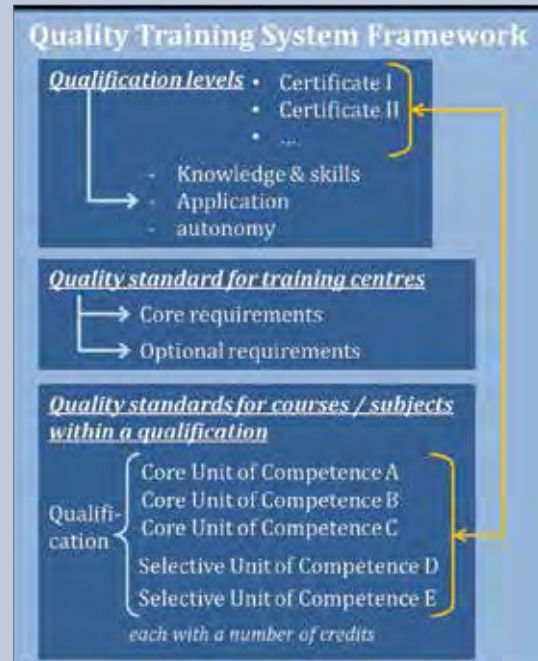 Quality Training System Framework
Qualification levels • Certificate I
• Certificate II
• ...
- Knowledge & skills
- Application
- autonomy
Quality standard for training centres
Core requirements
Optional requirements
Quality standards for courses / subjects
within a qualification
Qualifi-
cation
Core Unit of Competence A
Core Unit of Competence B
Core Unit of Competence C
Selective Unit of Competence D
Selective Unit of Competence E
each with a number of credits